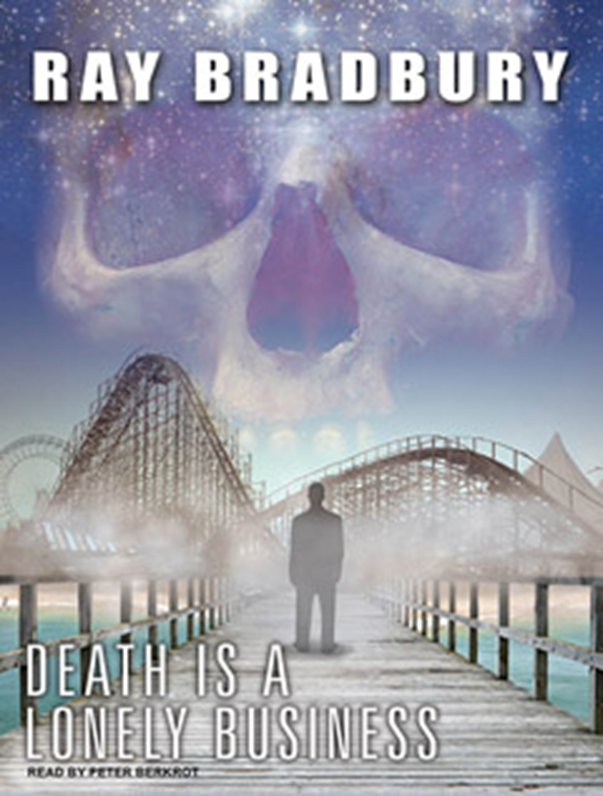 RAY BRADBURY
DEATH IS A
LONELY BUSINESS
READ BY PETER BERKROT